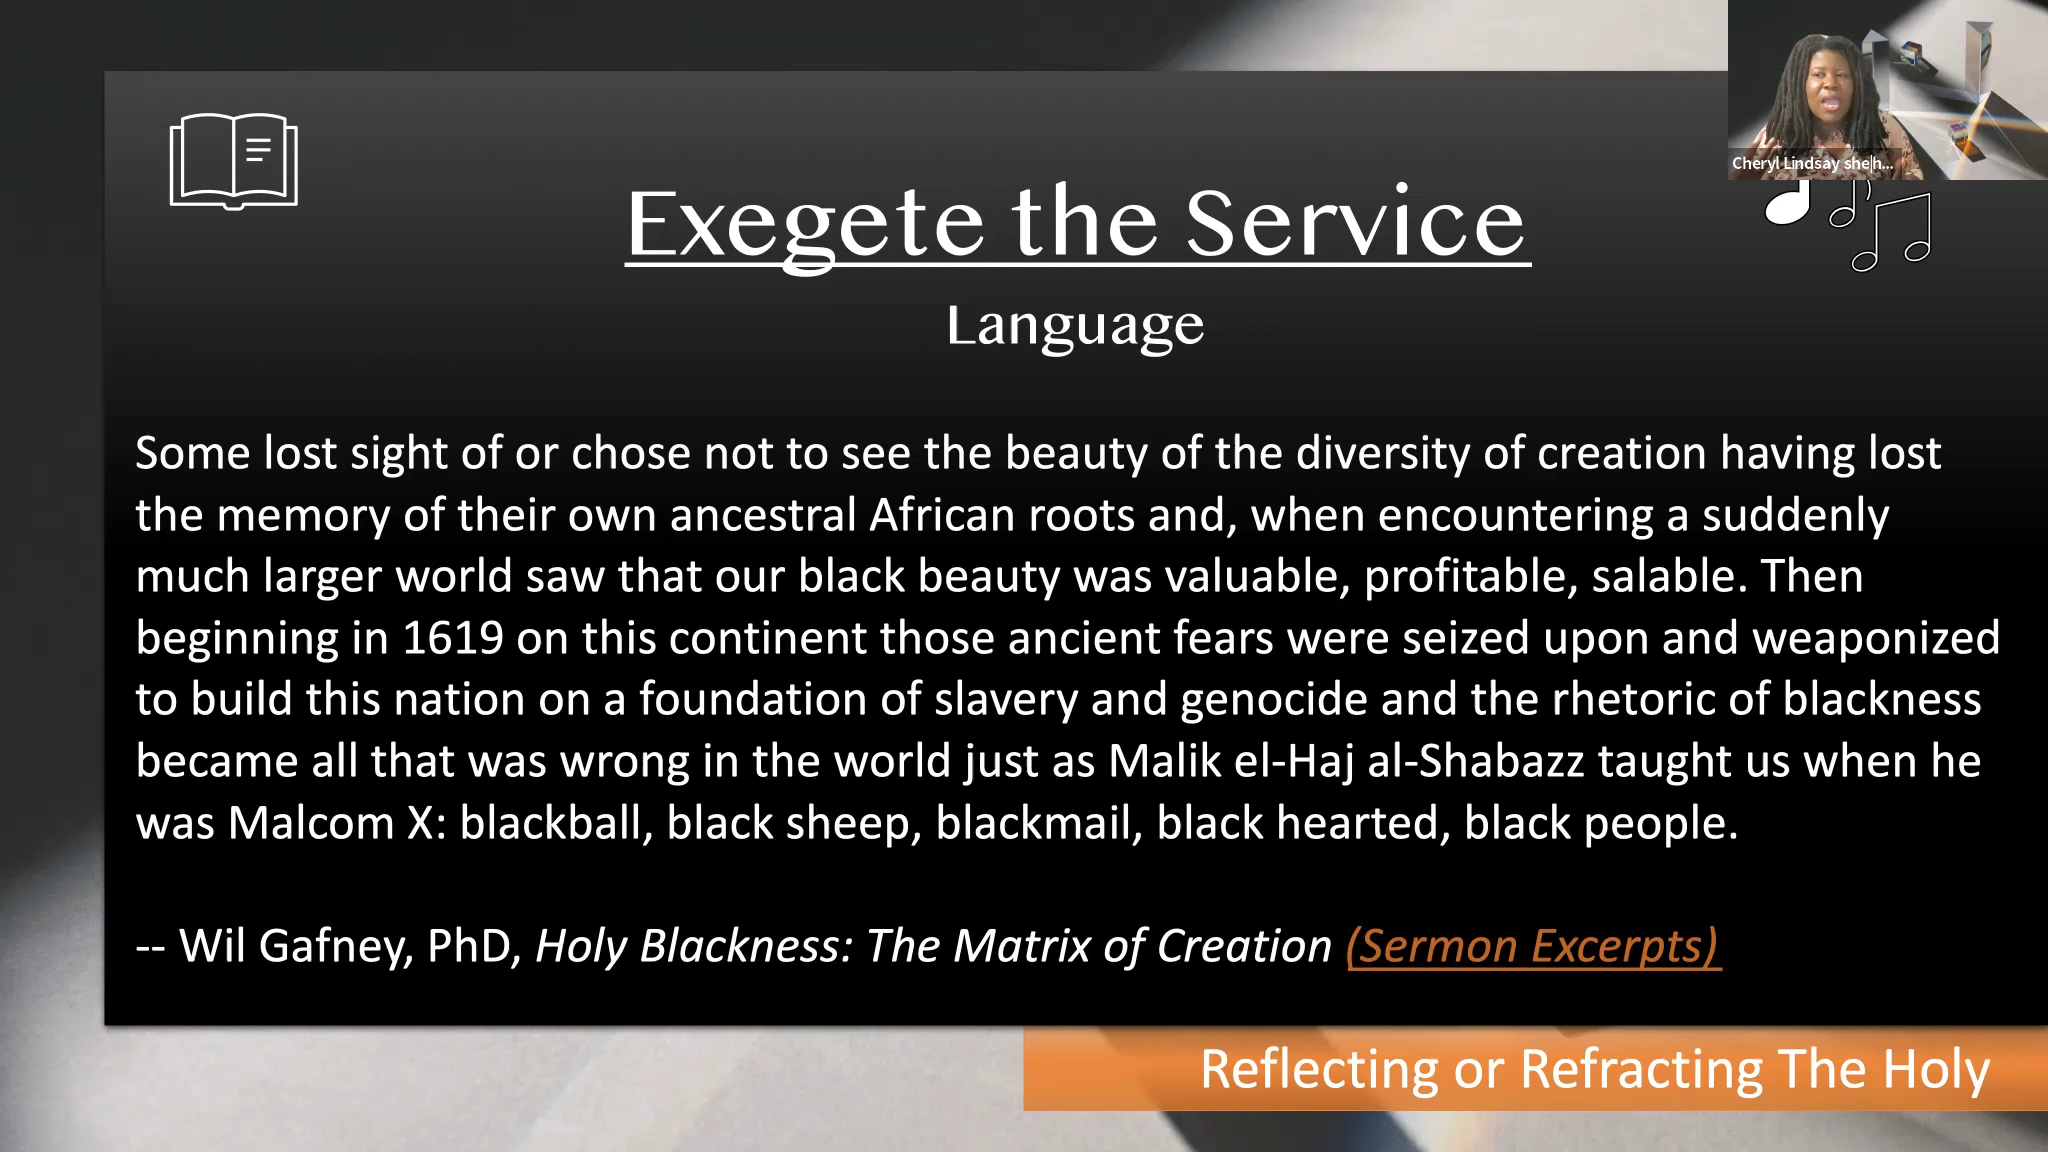 Cheryl Lindsay she|h...
Exegete the Service
Language
Some lost sight of or chose not to see the beauty of the diversity of creation having lost
the memory of their own ancestral African roots and, when encountering a suddenly
much larger world saw that our black beauty was valuable, profitable, salable. Then
beginning in 1619 on this continent those ancient fears were seized upon and weaponized
to build this nation on a foundation of slavery and genocide and the rhetoric of blackness
became all that was wrong in the world just as Malik el-Haj al-Shabazz taught us when he
was Malcom X: blackball, black sheep, blackmail, black hearted, black people.
-- Wil Gafney, PhD, Holy Blackness: The Matrix of Creation (Sermon Excerpts)
Reflecting or Refracting The Holy